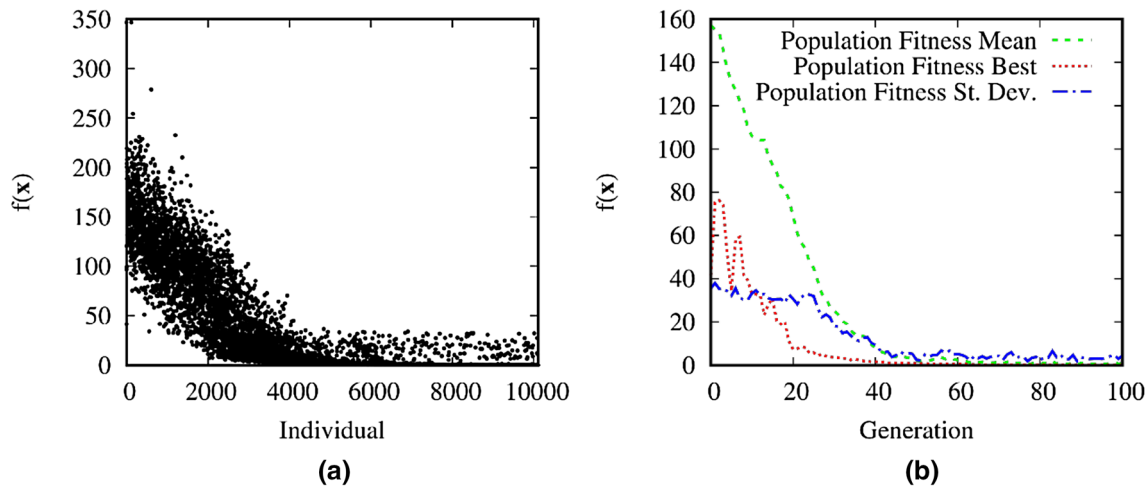 350
300
250
200
150
100
50
0
f(x)
0 2000 4000 6000 8000 10000
Individual
(a)
160
140
120
100
80
60
40
20
0
f(x)
Population Fitness Mean
Population Fitness Best
Population Fitness St. Dev.
0 20 40 60 80 100
Generation
(b)